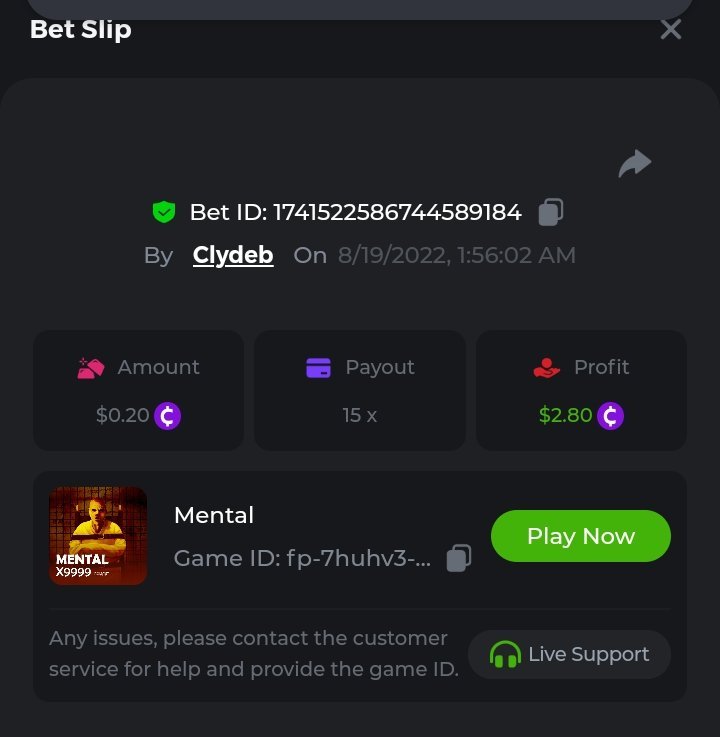 Bet Slip
Bet ID: 1741522586744589184
By Clydeb On 8/19/2022, 1:56:02 AM
Amount
$0.20
Payout
15 x
Profit
$2.80
MENTAL
X9999
Mental
Game ID: fp-7huhv3-...
Play Now
Any issues, please contact the customer
service for help and provide the game ID.
Live Support